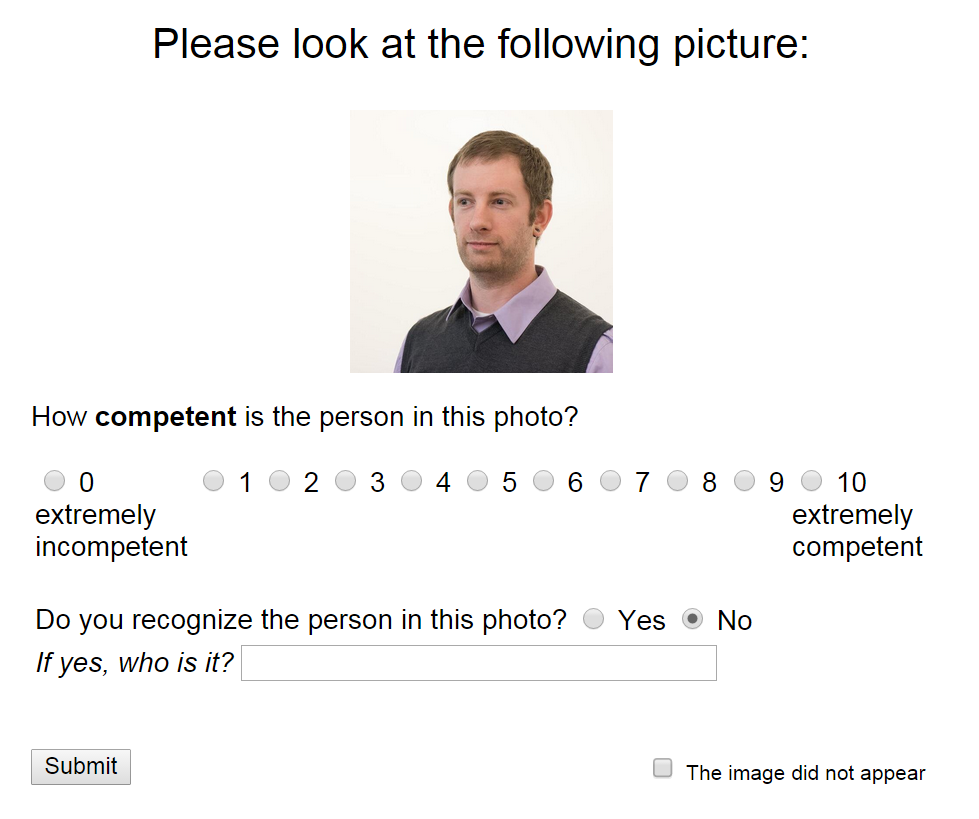 Please look at the following picture:
How competent is the person in this photo?
0 1 2 3 4 5 6 7 8 9 10
extremely extremely
incompetent competent
Do you recognize the person in this photo? Yes No
If yes, who is it?
Submit The image did not appear